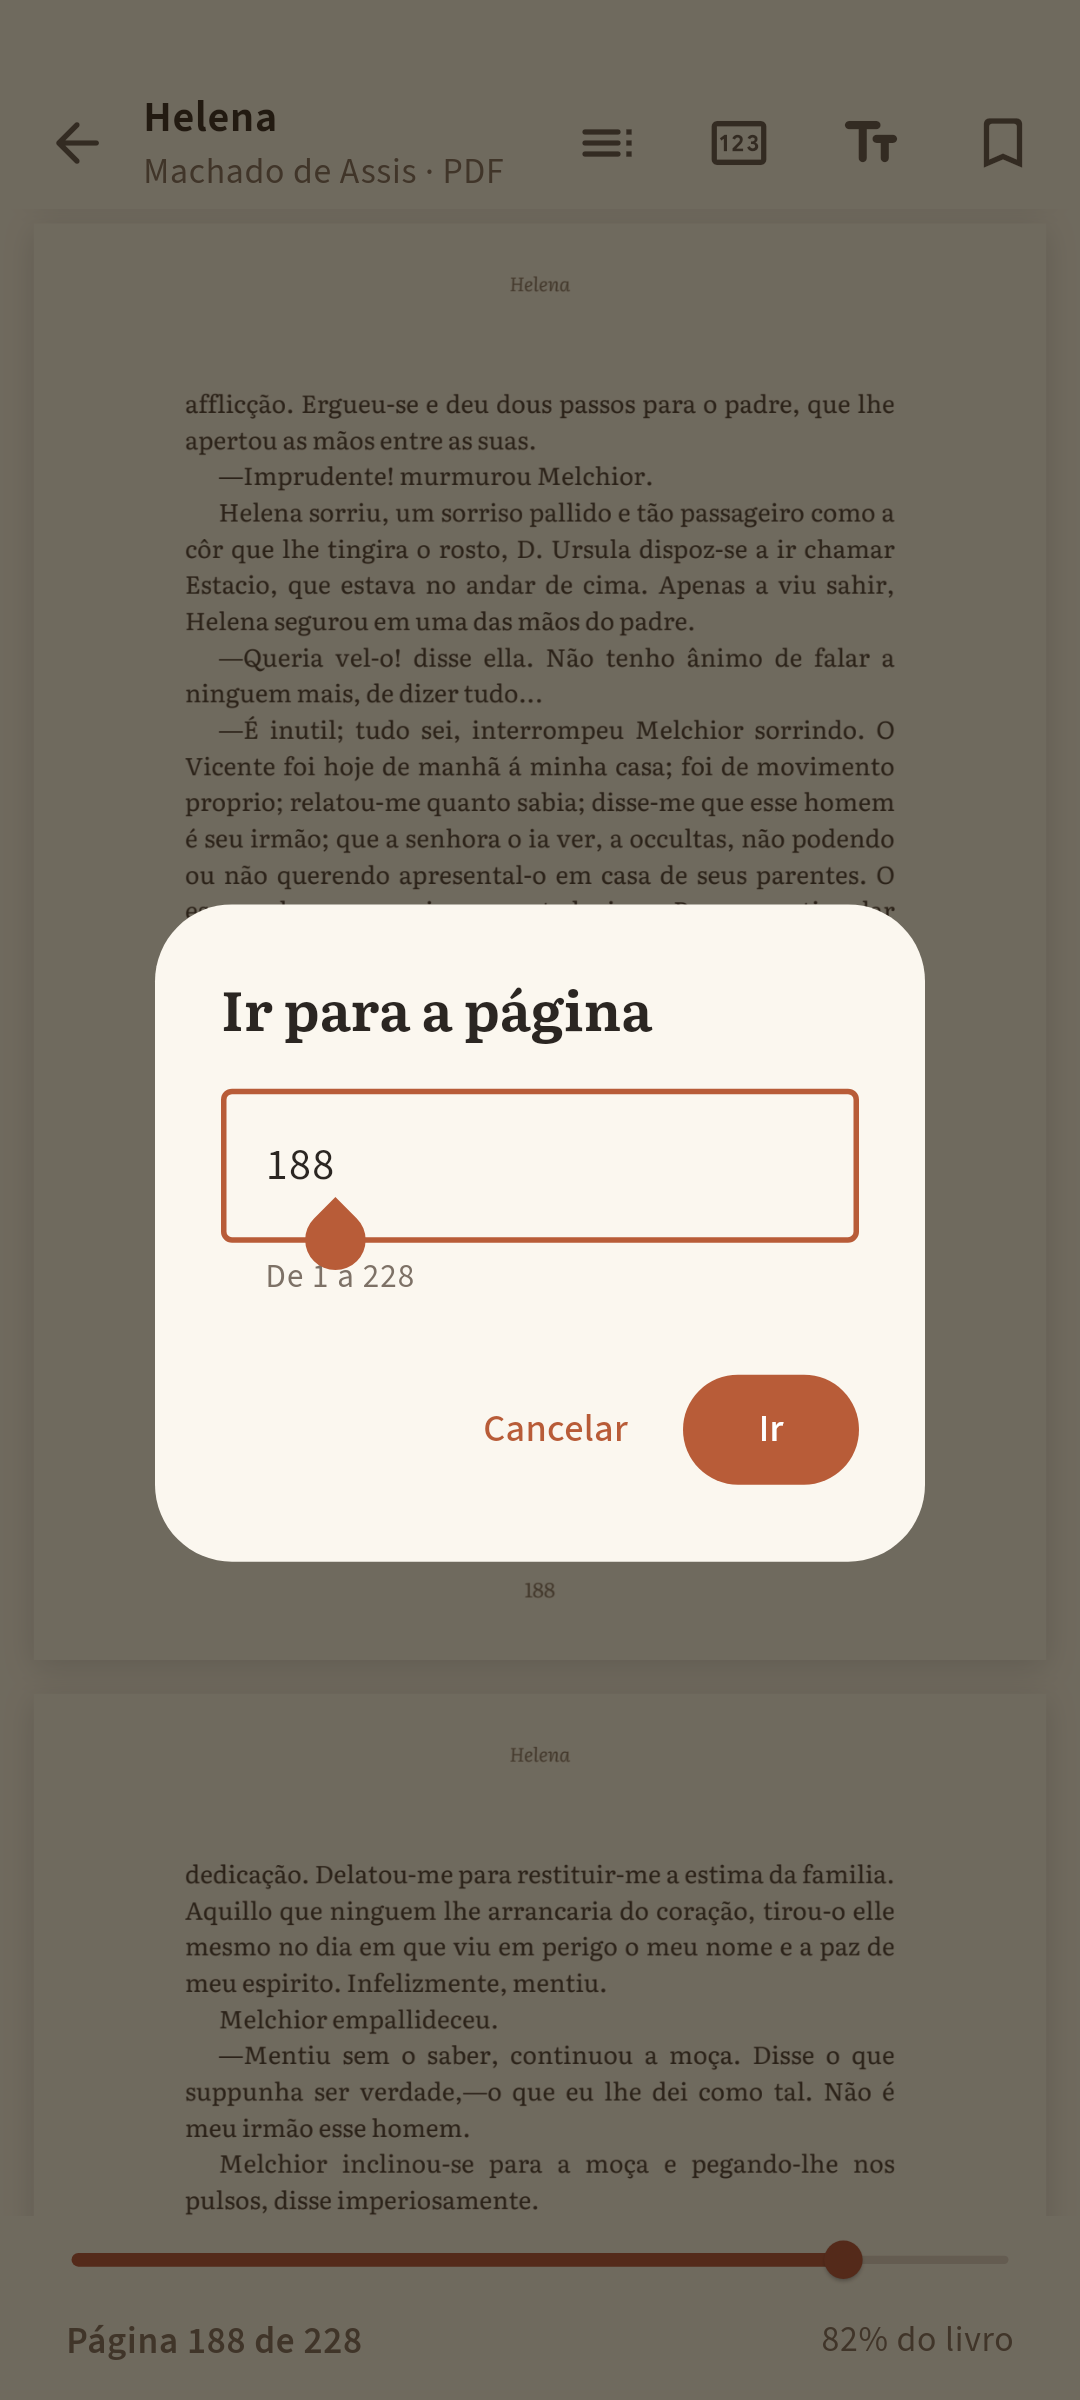 Helena
Machado de Assis · PDF
123
Helena
afflicção. Ergueu-se e deu dous passos para o padre, que lhe
apertou as mãos entre as suas.
—Imprudente! murmurou Melchior.
Helena sorriu, um sorriso pallido e tão passageiro como a
côr que lhe tingira o rosto, D. Ursula dispoz-se a ir chamar
Estacio, que estava no andar de cima. Apenas a viu sahir,
Helena segurou em uma das mãos do padre.
—Queria vel-o! disse ella. Não tenho ânimo de falar a
ninguem mais, de dizer tudo...
—É inutil; tudo sei, interrompeu Melchior sorrindo. O
Vicente foi hoje de manhã á minha casa; foi de movimento
proprio; relatou-me quanto sabia; disse-me que esse homem
é seu irmão; que a senhora o ia ver, a occultas, não podendo
ou não querendo apresental-o em casa de seus parentes. O
Ir para a página
188
De 1 a 228
Cancelar
Ir
188
Helena
dedicação. Delatou-me para restituir-me a estima da familia.
Aquillo que ninguem lhe arrancaria do coração, tirou-o elle
mesmo no dia em que viu em perigo o meu nome e a paz de
meu espirito. Infelizmente, mentiu.
Melchior empallideceu.
—Mentiu sem o saber, continuou a moça. Disse o que
suppunha ser verdade,—o que eu lhe dei como tal. Não é
meu irmão esse homem.
Melchior inclinou-se para a moça e pegando-lhe nos
pulsos, disse imperiosamente.
Página 188 de 228
82% do livro